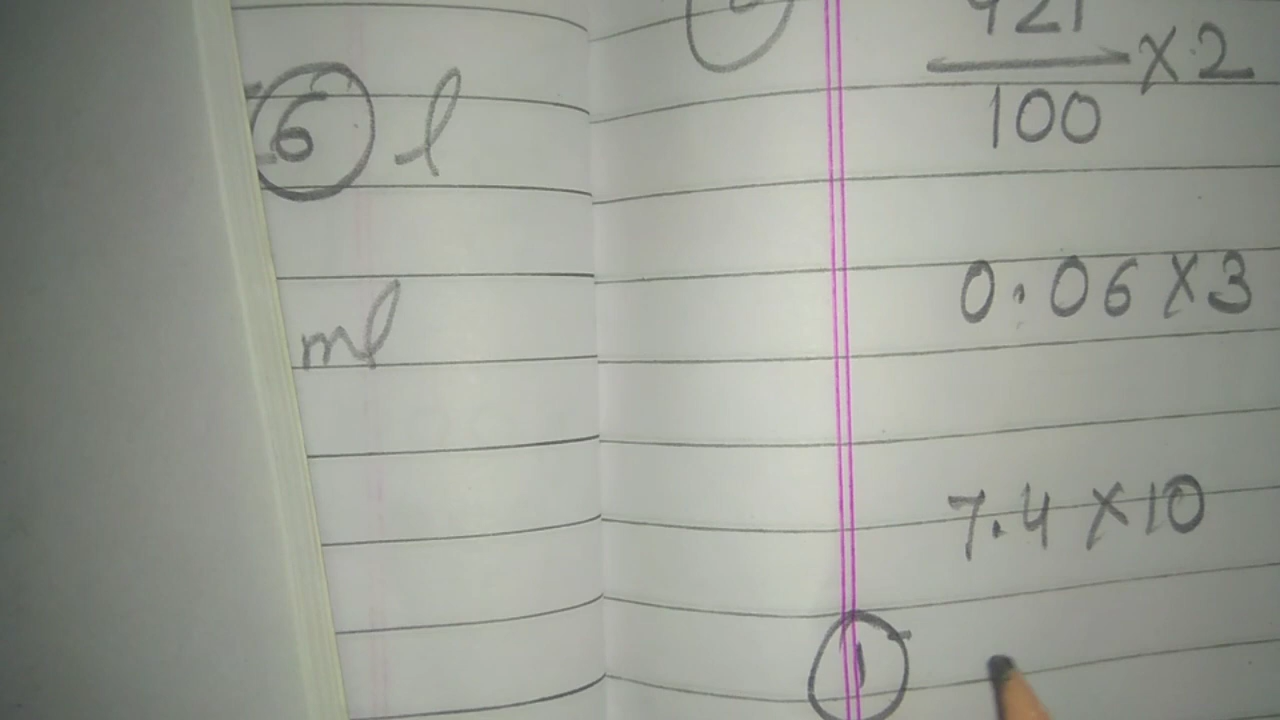 ⑥ l
ml
421
100 × 2
0.06 × 3
7.4 × 10
①